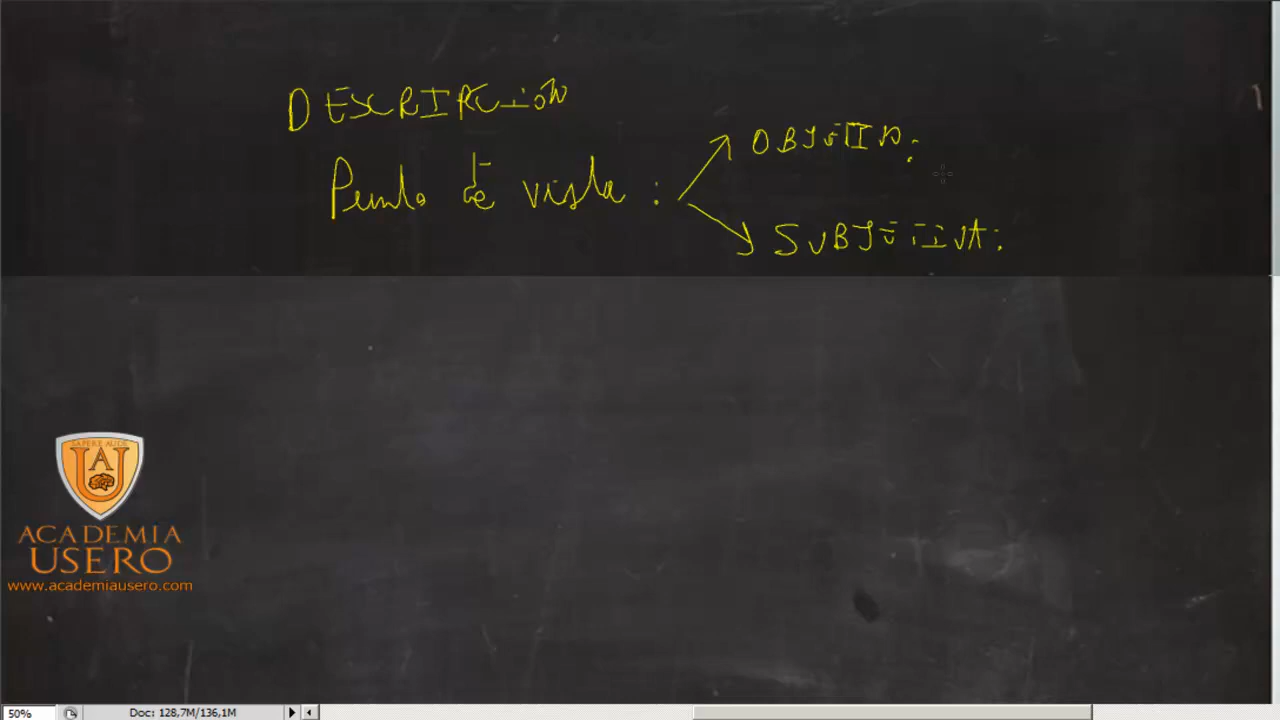 DESCRIPCIÓN
Punto de vista :
OBJETIVA:
SUBJETIVA:
SAPERE AUDE
UA
ACADEMIA
USERO
www.academiausero.com
50%
Doc: 128,7M/136,1M